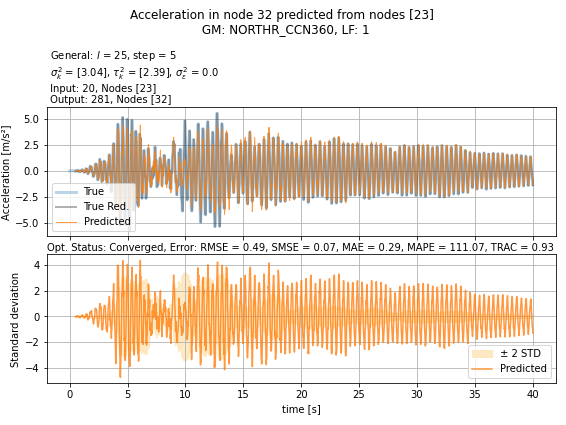 Acceleration in node 32 predicted from nodes [23]
GM: NORTHR_CCN360, LF: 1
General: l = 25, step = 5
σ²ₖ = [3.04], τ²ₖ = [2.39], σ²ε = 0.0
Input: 20, Nodes [23]
Output: 281, Nodes [32]
Acceleration [m/s²]
5.0
2.5
0.0
−2.5
−5.0
True
True Red.
Predicted
Opt. Status: Converged, Error: RMSE = 0.49, SMSE = 0.07, MAE = 0.29, MAPE = 111.07, TRAC = 0.93
Standard deviation
4
2
0
−2
−4
± 2 STD
Predicted
0 5 10 15 20 25 30 35 40
time [s]